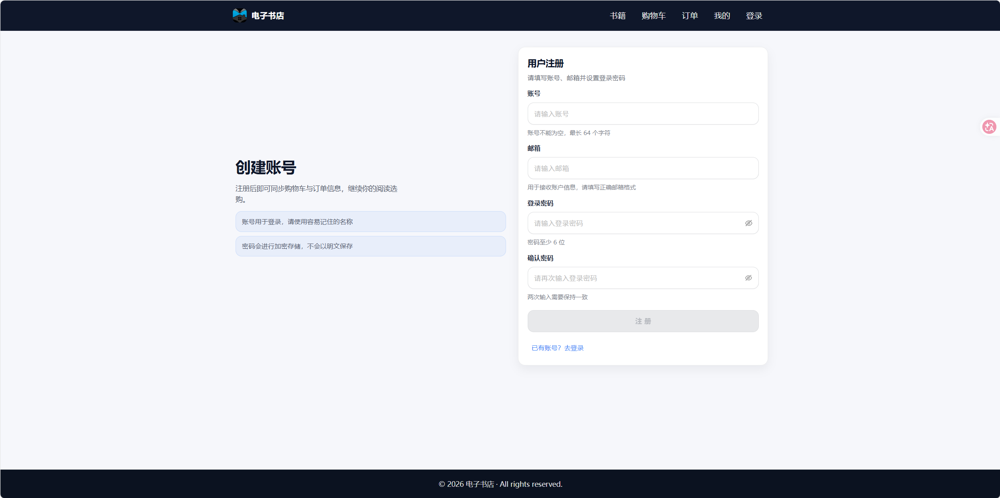 电子书店
书籍 购物车 订单 我的 登录
创建账号
注册后即可同步购物车与订单信息，继续你的阅读选
购。
账号用于登录，请使用容易记住的名称
密码会进行加密存储，不会以明文保存
用户注册
请填写账号、邮箱并设置登录密码
账号
请输入账号
账号不能为空，最长 64 个字符
邮箱
请输入邮箱
用于接收账户信息，请填写正确邮箱格式
登录密码
请输入登录密码
密码至少 6 位
确认密码
请再次输入登录密码
两次输入需要保持一致
注 册
已有账号？去登录
© 2026 电子书店 · All rights reserved.